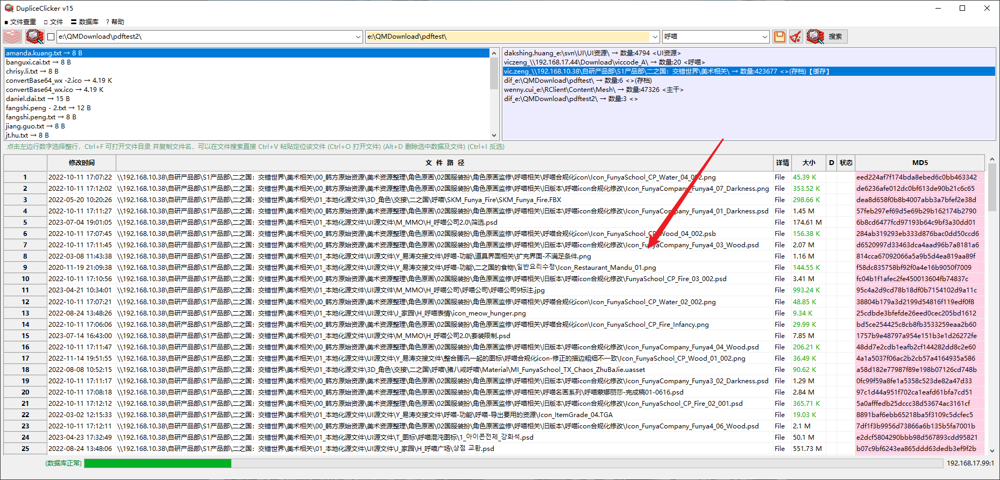 DupliceClicker v15
■ 文件查重 □ 文件 〓 数据库 ? 帮助
e:\QMDownload\pdftest2\ e:\QMDownload\pdftest\ 呼喵 搜索
amanda.kuang.txt → 8 B
banguxi.cai.txt → 8 B
chrisy.li.txt → 8 B
convertBase64_wx -2.ico → 4.19 K
convertBase64_wx.ico → 4.19 K
daniel.dai.txt → 15 B
fangshi.peng - 2.txt → 12 B
fangshi.peng.txt → 8 B
jiang.guo.txt → 8 B
jt.hu.txt → 8 B
dakshing.huang_e:\svn\UI\UI资源\ → 数量:4794 <UI资源>
viczeng_\\192.168.17.44\Download\viccode_A\ → 数量:20 <呼喵>
vic.zeng_\\192.168.10.38\自研产品部\S1产品部\二之国：交错世界\美术相关\ → 数量:423677 <>(存档)【缓存】
dif_e:\QMDownload\pdftest\ → 数量:6 <>(存档)
wenny.cui_e:\RClient\Content\Mesh\ → 数量:47326 <主干>
dif_e:\QMDownload\pdftest2\ → 数量:3 <>
点击左边行数字选择整行，Ctrl+F 可打开文件目录 并复制文件名，可以在文件搜索直接 Ctrl+V 粘贴定位该文件 (Ctrl+O 打开文件) (Alt+D 删除选中数据及文件) (Ctrl+I 反选)
修改时间 文 件 路 径 详情 大小 D 状态 MD5
1 2022-10-11 17:07:22 \\192.168.10.38\自研产品部\S1产品部\二之国：交错世界\美术相关\00_韩方原始资源\美术资源整理\角色原画\02国服装扮\角色原画监修\呼喵相关\呼喵合规化icon\Icon_FunyaSchool_CP_Water_04_002.png File 45.39 K eed224af7f174bda8ebed6c0bb463342
2 2022-10-11 17:12:02 \\192.168.10.38\自研产品部\S1产品部\二之国：交错世界\美术相关\00_韩方原始资源\美术资源整理\角色原画\02国服装扮\角色原画监修\呼喵相关\旧版本\呼喵icon合规化修改\Icon_FunyaCompany_Funya4_07_Darkness.png File 353.52 K de6236afe012dc0bf613de90b21c6c65
3 2022-05-20 10:20:26 \\192.168.10.38\自研产品部\S1产品部\二之国：交错世界\美术相关\01_本地化源文件\3D_角色\交接\二之国\呼喵\SKM_Funya_Fire\SKM_Funya_Fire.FBX File 298.66 K dea8d658f0b8b4007abb3a7bfef2e38d
4 2022-10-11 17:11:27 \\192.168.10.38\自研产品部\S1产品部\二之国：交错世界\美术相关\00_韩方原始资源\美术资源整理\角色原画\02国服装扮\角色原画监修\呼喵相关\旧版本\呼喵icon合规化修改\Icon_FunyaCompany_Funya4_01_Darkness.psd File 1.45 M 57feb297ef69d5e69b29b162174b2790
5 2023-07-04 19:01:05 \\192.168.10.38\自研产品部\S1产品部\二之国：交错世界\美术相关\01_本地化源文件\UI源文件\M_MMO\H_呼喵公司2.0\筛选.psd File 174.61 M 6b8cd6477fcd97193b64c9bf3a30dd01
6 2022-10-11 17:07:45 \\192.168.10.38\自研产品部\S1产品部\二之国：交错世界\美术相关\00_韩方原始资源\美术资源整理\角色原画\02国服装扮\角色原画监修\呼喵相关\呼喵合规化icon\Icon_FunyaSchool_CP_Wood_04_002.psb File 156.38 K 284ab319293eb333d876bac0dd50ccd6
7 2022-10-11 17:11:45 \\192.168.10.38\自研产品部\S1产品部\二之国：交错世界\美术相关\00_韩方原始资源\美术资源整理\角色原画\02国服装扮\角色原画监修\呼喵相关\旧版本\呼喵icon合规化修改\Icon_FunyaCompany_Funya4_03_Wood.psd File 2.07 M d6520997d33463dca4aad96b7a8181a6
8 2022-03-08 11:43:38 \\192.168.10.38\自研产品部\S1产品部\二之国：交错世界\美术相关\01_本地化源文件\UI源文件\Y_易涛交接文件\呼喵-功能\道具界面相关\扩充界面-不满足条件.png File 1.16 M 814cca67092066a5a9b5d4ea819aa89f
9 2020-11-19 21:09:38 \\192.168.10.38\自研产品部\S1产品部\二之国：交错世界\美术相关\01_本地化源文件\UI源文件\Y_易涛交接文件\呼喵-功能\二之国的食物\일반요리수정\Icon_Restaurant_Mandu_01.png File 144.55 K f58dc835758bf92f0a4e16b9050f7009
10 2022-10-11 17:10:56 \\192.168.10.38\自研产品部\S1产品部\二之国：交错世界\美术相关\00_韩方原始资源\美术资源整理\角色原画\02国服装扮\角色原画监修\呼喵相关\旧版本\呼喵icon合规化修改\FunyaSchool_CP_Fire_03_002.psd File 3.41 M fc04b1f1afec2fe450013604fb74837c
11 2023-04-21 10:34:01 \\192.168.10.38\自研产品部\S1产品部\二之国：交错世界\美术相关\01_本地化源文件\UI源文件\M_MMO\H_呼喵公司\呼喵公司\呼喵公司9标注.jpg File 993.24 K 95c4a2d9cd78b18df0b7154102d9a11c
12 2022-10-11 17:07:21 \\192.168.10.38\自研产品部\S1产品部\二之国：交错世界\美术相关\00_韩方原始资源\美术资源整理\角色原画\02国服装扮\角色原画监修\呼喵相关\呼喵合规化icon\Icon_FunyaSchool_CP_Water_02_002.png File 48.85 K 38804b179a3d2199d54816f119edf0f8
13 2022-08-24 13:48:26 \\192.168.10.38\自研产品部\S1产品部\二之国：交错世界\美术相关\01_本地化源文件\UI源文件\J_家园\H_呼喵表情\icon_meow_hunger.png File 9.34 K 25cdbde3bfefde26eed0cec205bd1612
14 2022-10-11 17:06:06 \\192.168.10.38\自研产品部\S1产品部\二之国：交错世界\美术相关\00_韩方原始资源\美术资源整理\角色原画\02国服装扮\角色原画监修\呼喵相关\呼喵合规化icon\Icon_FunyaSchool_CP_Fire_Infancy.png File 29.99 K bd5ce254425c8cb8fb3533259eaa2b60
15 2023-07-14 16:43:00 \\192.168.10.38\自研产品部\S1产品部\二之国：交错世界\美术相关\01_本地化源文件\UI源文件\M_MMO\H_呼喵公司2.0\套装限制.psd File 7.85 M 1757b9e48797a954e151b3e1d26272fe
16 2022-10-11 17:11:47 \\192.168.10.38\自研产品部\S1产品部\二之国：交错世界\美术相关\00_韩方原始资源\美术资源整理\角色原画\02国服装扮\角色原画监修\呼喵相关\旧版本\呼喵icon合规化修改\Icon_FunyaCompany_Funya4_04_Wood.psd File 206.21 K 48dd7e2cdb1eafb2cf144282dd8c2e60
17 2022-11-14 19:51:55 \\192.168.10.38\自研产品部\S1产品部\二之国：交错世界\美术相关\01_本地化源文件\UI源文件\Y_易涛交接文件\整合腾讯一起的图标\呼喵合规化icon-修正的描边粗细不一致\Icon_FunyaSchool_CP_Wood_01_002.png File 36.49 K 4a1a5037f06ac2b2cb57a4164935a586
18 2022-08-08 10:52:15 \\192.168.10.38\自研产品部\S1产品部\二之国：交错世界\美术相关\01_本地化源文件\3D_角色\交接\二之国\呼喵\猪八戒呼喵\Material\MI_FunyaSchool_TX_Chaos_ZhuBaJie.uasset File 90.62 K a58d182e77987f89e198b07126cd748b
19 2022-10-11 17:11:17 \\192.168.10.38\自研产品部\S1产品部\二之国：交错世界\美术相关\00_韩方原始资源\美术资源整理\角色原画\02国服装扮\角色原画监修\呼喵相关\旧版本\呼喵icon合规化修改\Icon_FunyaCompany_Funya3_02_Darkness.psd File 1.29 M 0fc99f59a8fe1a5358c523de82a47d33
20 2022-10-11 17:08:18 \\192.168.10.38\自研产品部\S1产品部\二之国：交错世界\美术相关\00_韩方原始资源\美术资源整理\角色原画\02国服装扮\角色原画监修\呼喵相关\呼喵名画系列\呼喵蒙娜丽莎-完成稿01-0616.psd File 2.84 M 97c1d44a951f702ca1eafd61bfa7cd51
21 2022-10-11 17:12:12 \\192.168.10.38\自研产品部\S1产品部\二之国：交错世界\美术相关\00_韩方原始资源\美术资源整理\角色原画\02国服装扮\角色原画监修\呼喵相关\旧版本\呼喵icon合规化修改\Icon_FunyaSchool_CP_Fire_02_001.psd File 365.71 K 5a0afffedb25dccc38d53674ac3161cf
22 2022-03-02 12:15:33 \\192.168.10.38\自研产品部\S1产品部\二之国：交错世界\美术相关\01_本地化源文件\UI源文件\Y_易涛交接文件\呼喵-功能\呼喵-导出要用的资源\Icon_ItemGrade_04.TGA File 19.03 K 8891baf6ebb65218ba5f3109c5dcfec5
23 2022-10-11 17:12:11 \\192.168.10.38\自研产品部\S1产品部\二之国：交错世界\美术相关\00_韩方原始资源\美术资源整理\角色原画\02国服装扮\角色原画监修\呼喵相关\旧版本\呼喵icon合规化修改\Icon_FunyaCompany_Funya4_06_Wood.psd File 2.1 M 7df1f3b9956d73866a6b135b5fa7001b
24 2023-04-23 17:32:49 \\192.168.10.38\自研产品部\S1产品部\二之国：交错世界\美术相关\01_本地化源文件\UI源文件\T_图标\呼喵混沌图标\1_아이콘전체_강화석.psd File 50.1 M e2dcf5804290bbb98d567893cdd95821
25 2022-08-24 13:48:06 \\192.168.10.38\自研产品部\S1产品部\二之国：交错世界\美术相关\01_本地化源文件\UI源文件\J_家园\H_呼喵广场\상점 교환.psd File 551.73 M b07c9bf6243ea865ddd63dedb3ef9f2b
(数据库正常) 192.168.17.99:1